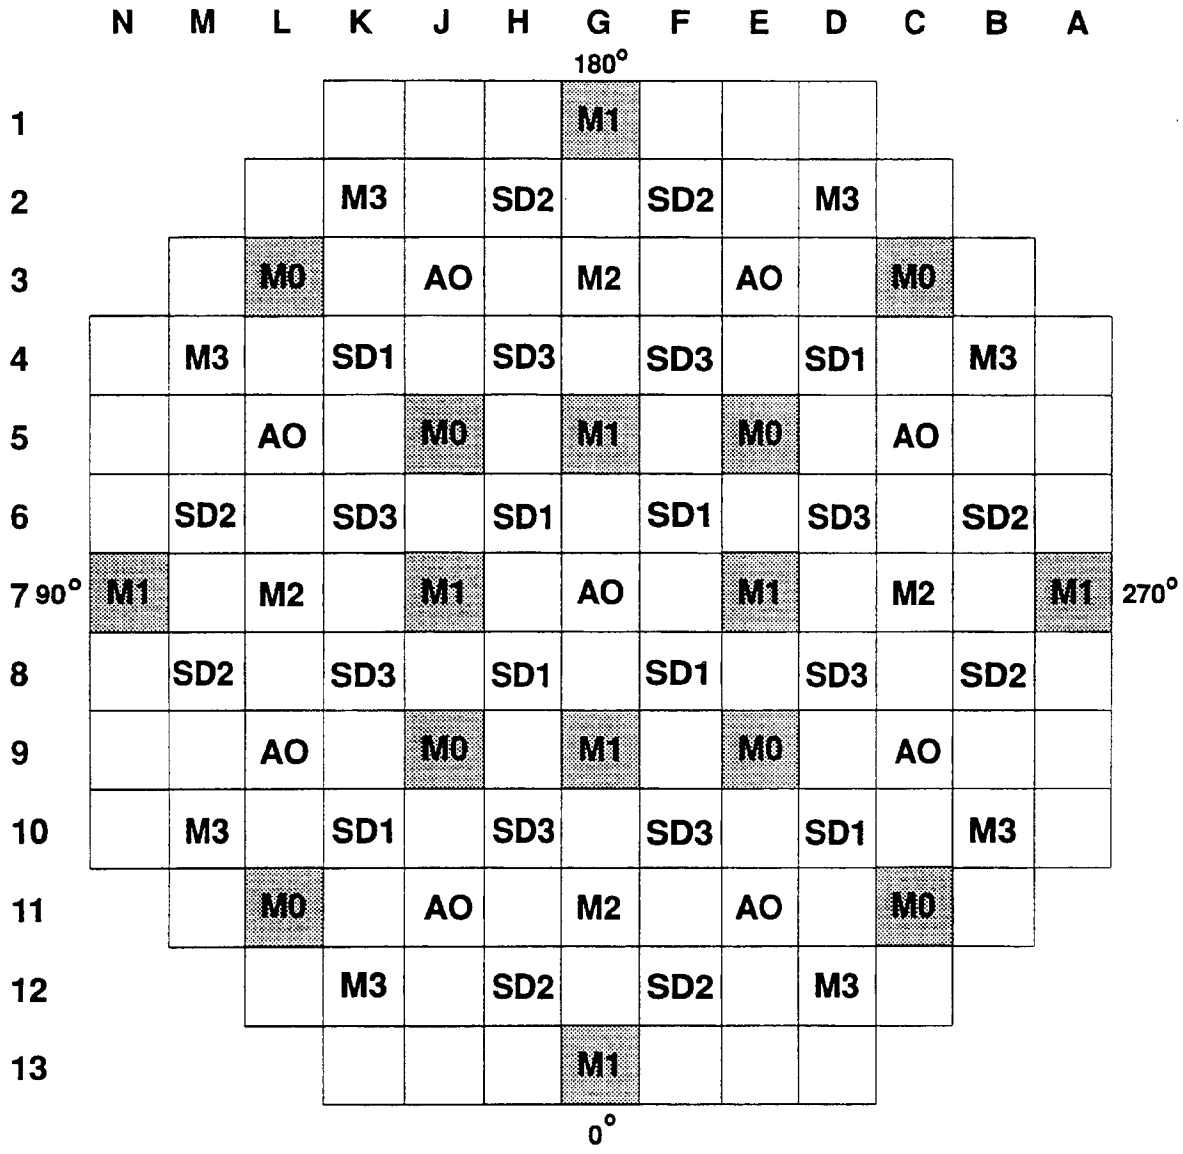 N M L K J H G F E D C B A
180°
1 M1
2 M3 SD2 SD2 M3
3 M0 AO M2 AO M0
4 M3 SD1 SD3 SD3 SD1 M3
5 AO M0 M1 M0 AO
6 SD2 SD3 SD1 SD1 SD3 SD2
7 90° M1 M2 M1 AO M1 M2 M1 270°
8 SD2 SD3 SD1 SD1 SD3 SD2
9 AO M0 M1 M0 AO
10 M3 SD1 SD3 SD3 SD1 M3
11 M0 AO M2 AO M0
12 M3 SD2 SD2 M3
13 M1
0°